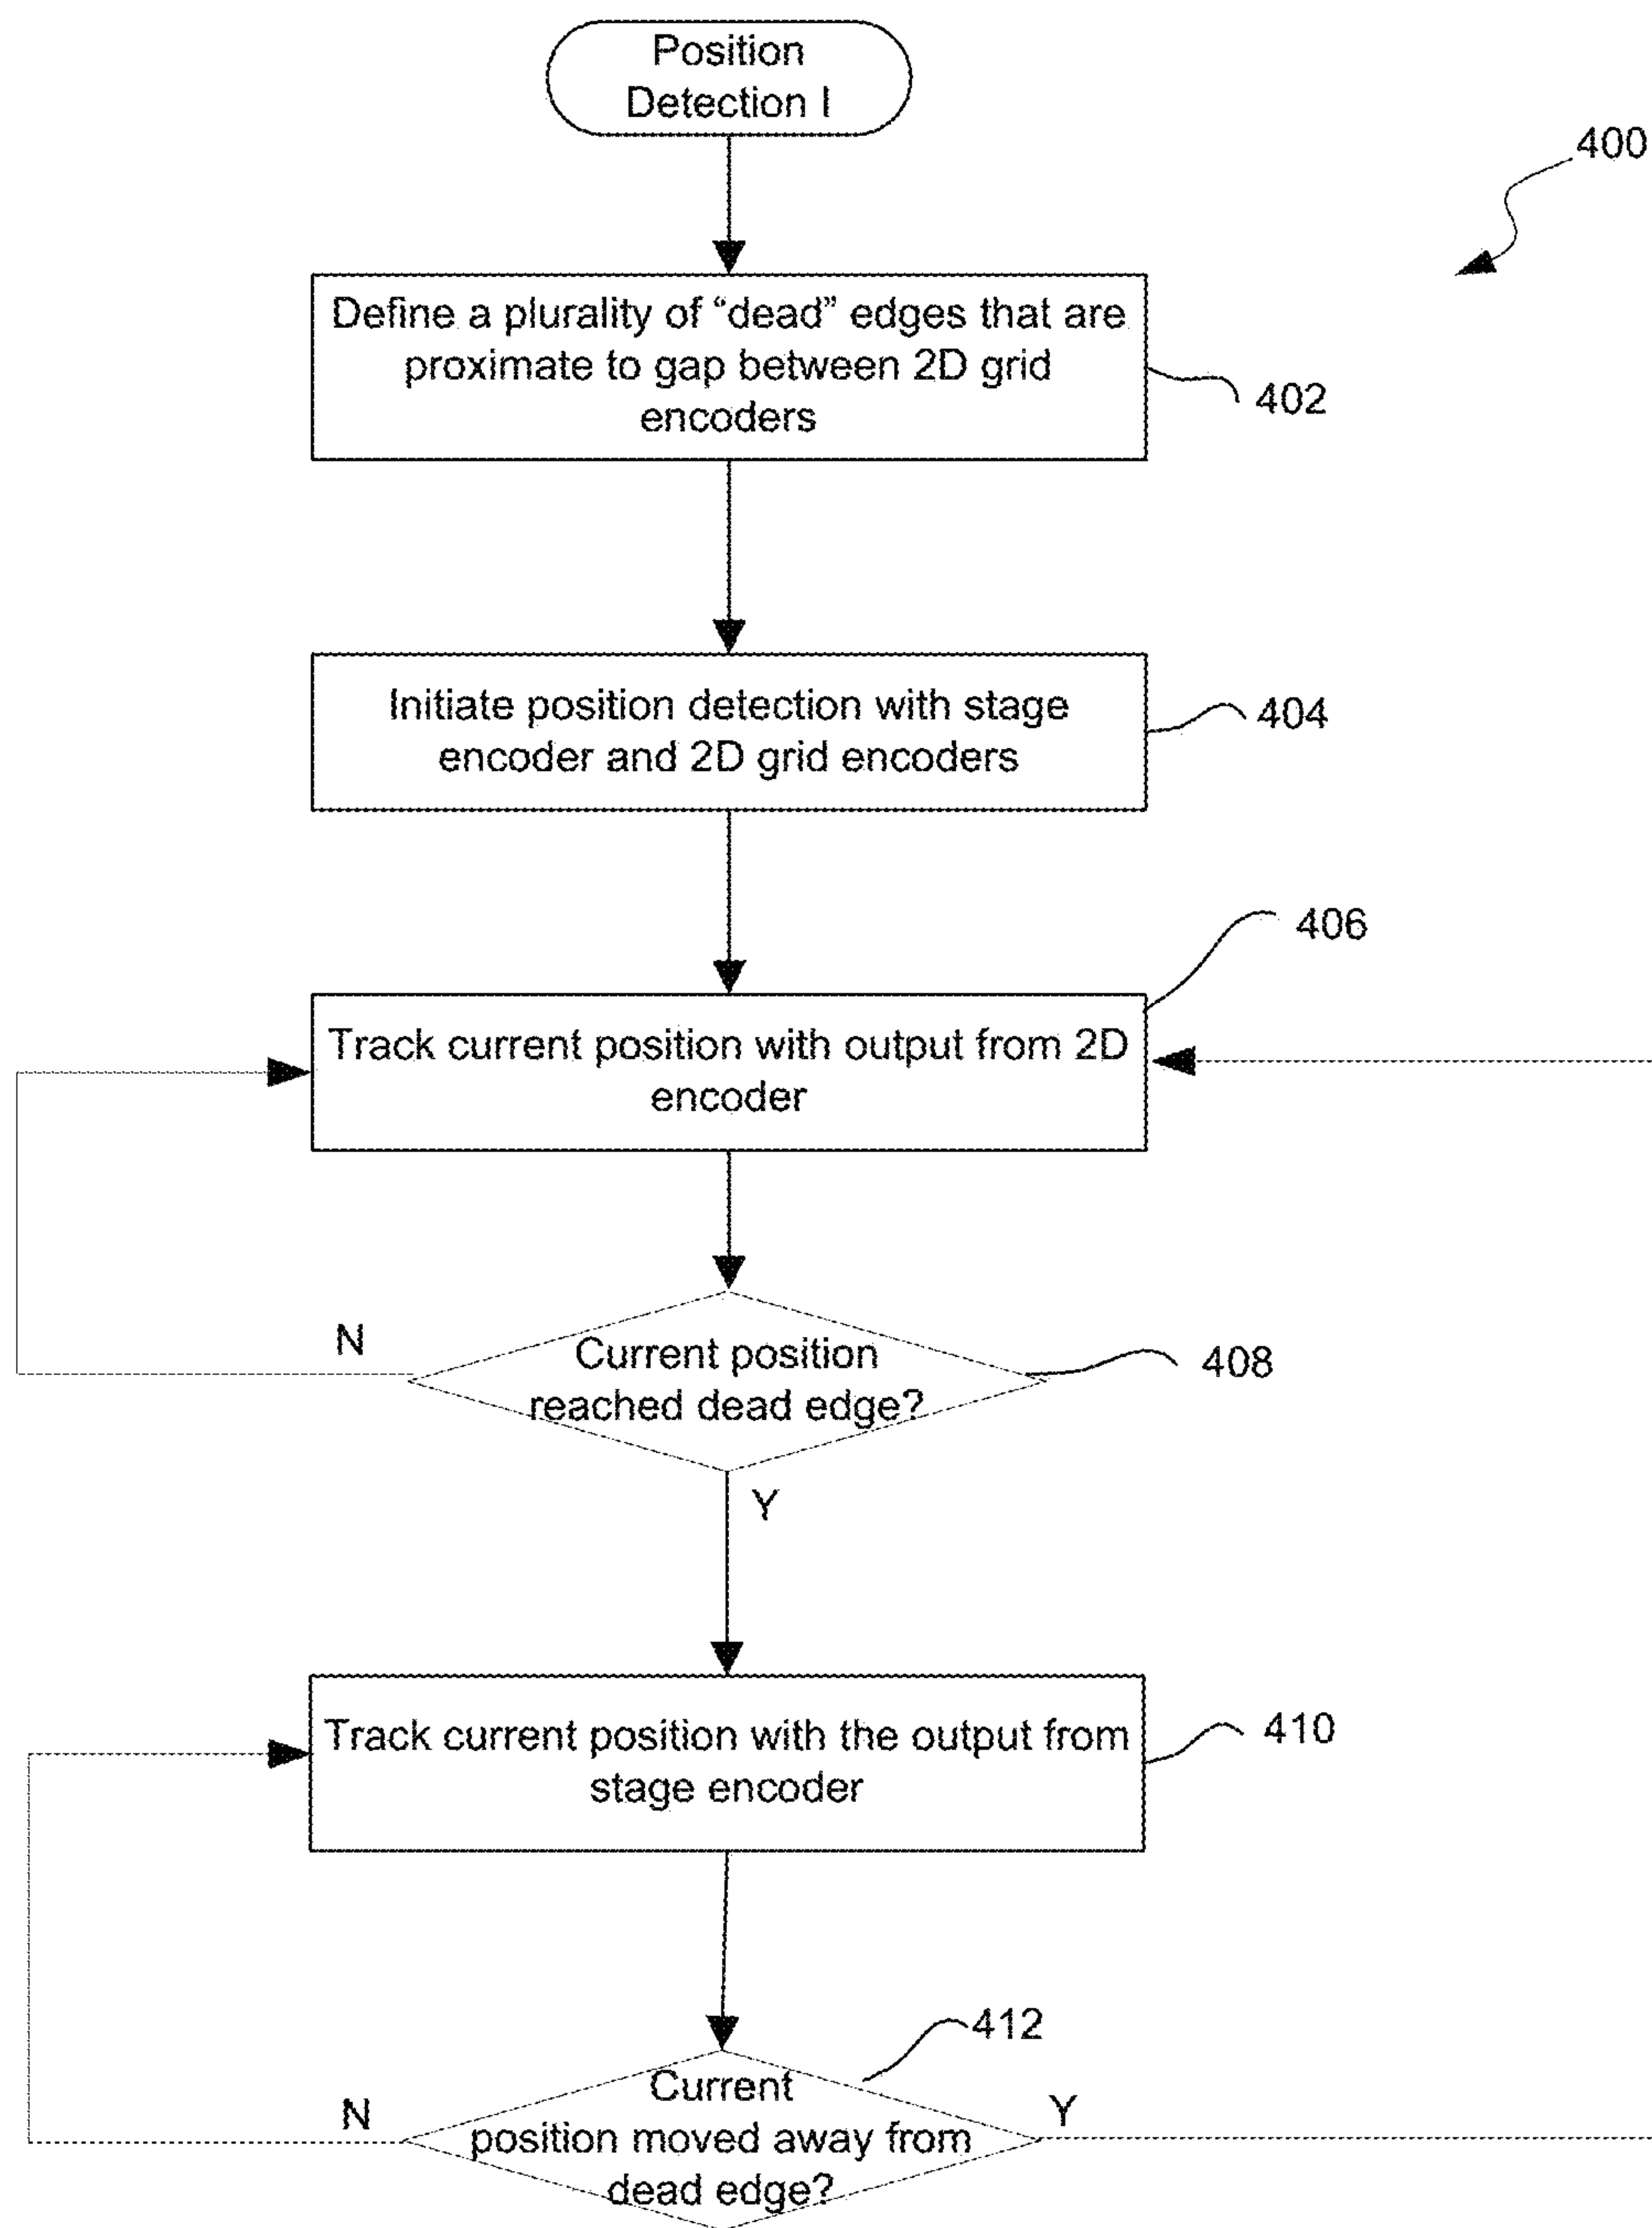 Position
Detection I
400
Define a plurality of “dead” edges that are
proximate to gap between 2D grid
encoders
402
Initiate position detection with stage
encoder and 2D grid encoders
404
406
Track current position with output from 2D
encoder
N
Current position
reached dead edge?
408
Y
Track current position with the output from
stage encoder
410
412
N
Current
position moved away from
dead edge?
Y